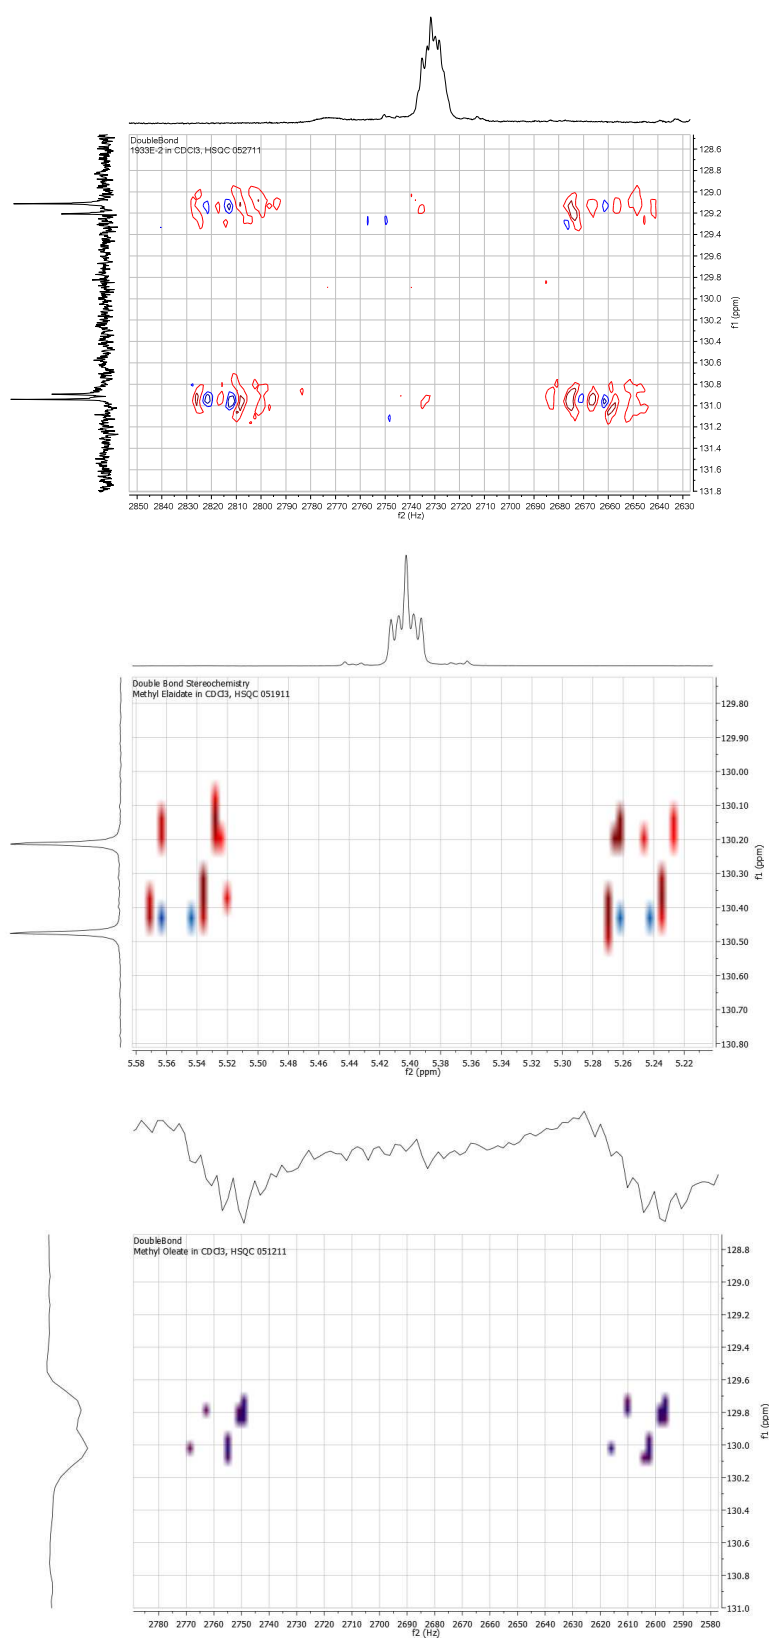 DoubleBond
1933E-2 in CDCl3, HSQC 052711
128.6
128.8
129.0
129.2
129.4
129.6
129.8
130.0
130.2
130.4
130.6
130.8
131.0
131.2
131.4
131.6
131.8
f1 (ppm)
2850 2840 2830 2820 2810 2800 2790 2780 2770 2760 2750 2740 2730 2720 2710 2700 2690 2680 2670 2660 2650 2640 2630
f2 (Hz)
Double Bond Stereochemistry
Methyl Elaidate in CDCl3, HSQC 051911
129.80
129.90
130.00
130.10
130.20
130.30
130.40
130.50
130.60
130.70
130.80
f1 (ppm)
5.58 5.56 5.54 5.52 5.50 5.48 5.46 5.44 5.42 5.40 5.38 5.36 5.34 5.32 5.30 5.28 5.26 5.24 5.22
f2 (ppm)
DoubleBond
Methyl Oleate in CDCl3, HSQC 051211
128.8
129.0
129.2
129.4
129.6
129.8
130.0
130.2
130.4
130.6
130.8
131.0
f1 (ppm)
2780 2770 2760 2750 2740 2730 2720 2710 2700 2690 2680 2670 2660 2650 2640 2630 2620 2610 2600 2590 2580
f2 (Hz)